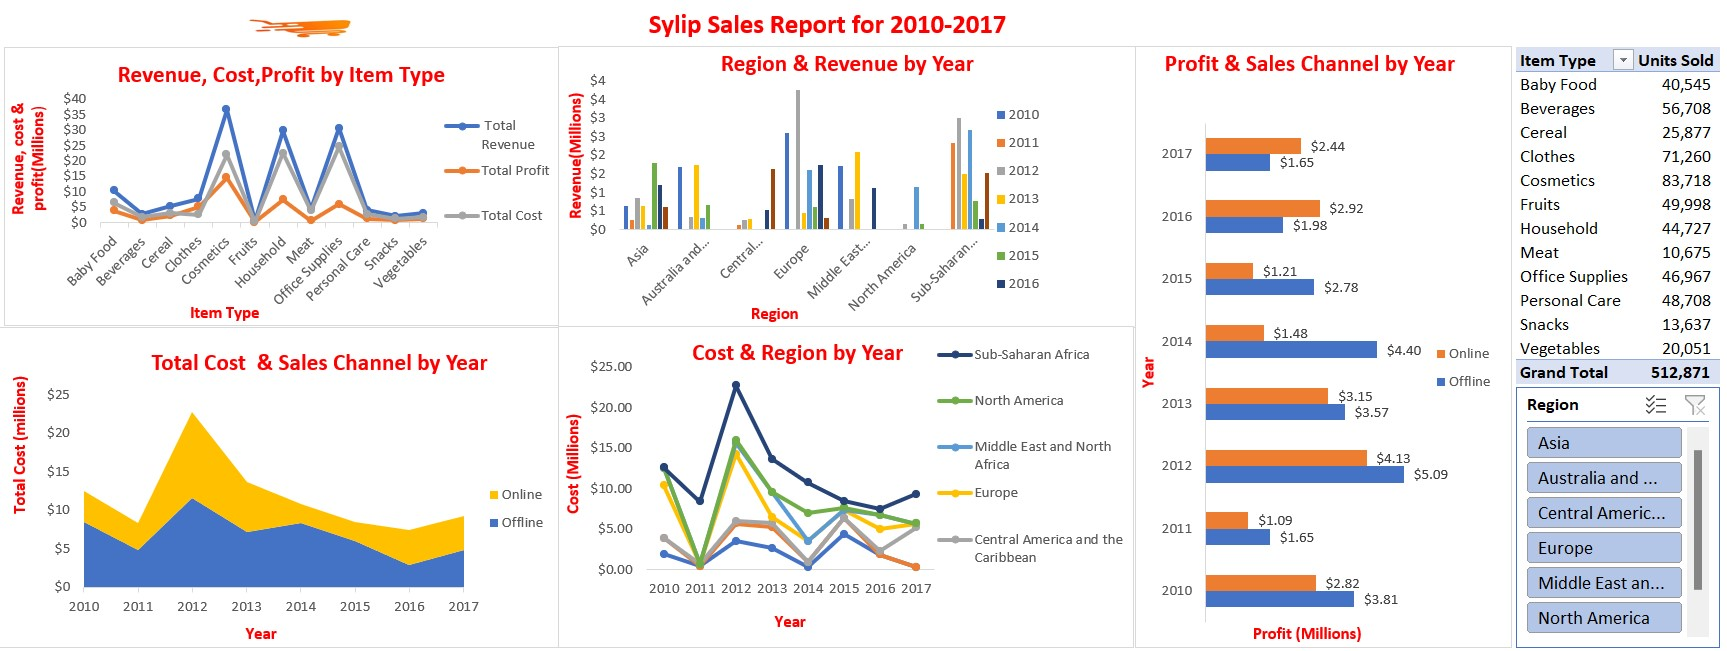 Sylip Sales Report for 2010-2017
Revenue, Cost,Profit by Item Type
Revenue, cost &
profit(Millions)
$40
$35
$30
$25
$20
$15
$10
$5
$0
Baby Food
Beverages
Cereal
Clothes
Cosmetics
Fruits
Household
Meat
Office Supplies
Personal Care
Snacks
Vegetables
Item Type
Total
Revenue
Total Profit
Total Cost
Region & Revenue by Year
Revenue(Millions)
$4
$4
$3
$3
$2
$2
$1
$1
$0
Asia
Australia and...
Central...
Europe
Middle East...
North America
Sub-Saharan...
Region
2010
2011
2012
2013
2014
2015
2016
Total Cost  & Sales Channel by Year
Total Cost (millions)
$25
$20
$15
$10
$5
$0
2010 2011 2012 2013 2014 2015 2016 2017
Year
Online
Offline
Cost & Region by Year
Cost (Millions)
$25.00
$20.00
$15.00
$10.00
$5.00
$0.00
2010 2011 2012 2013 2014 2015 2016 2017
Year
Sub-Saharan Africa
North America
Middle East and North
Africa
Europe
Central America and the
Caribbean
Profit & Sales Channel by Year
Year
2017
$2.44
$1.65
2016
$2.92
$1.98
2015
$1.21
$2.78
2014
$1.48
$4.40
2013
$3.15
$3.57
2012
$4.13
$5.09
2011
$1.09
$1.65
2010
$2.82
$3.81
Profit (Millions)
Online
Offline
Item Type Units Sold
Baby Food 40,545
Beverages 56,708
Cereal 25,877
Clothes 71,260
Cosmetics 83,718
Fruits 49,998
Household 44,727
Meat 10,675
Office Supplies 46,967
Personal Care 48,708
Snacks 13,637
Vegetables 20,051
Grand Total 512,871
Region
Asia
Australia and ...
Central Americ...
Europe
Middle East an...
North America